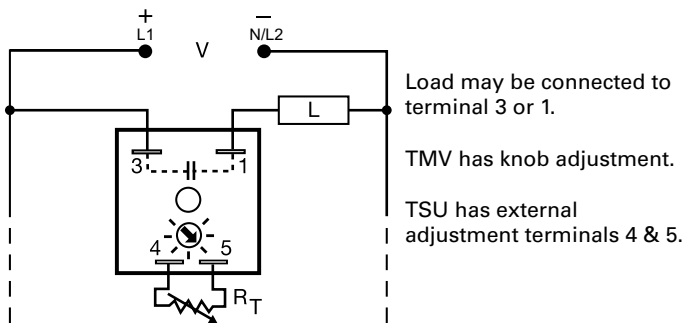 +
L1
V
–
N/L2
L
Load may be connected to
terminal 3 or 1.
3
1
TMV has knob adjustment.
TSU has external
adjustment terminals 4 & 5.
4
5
RT